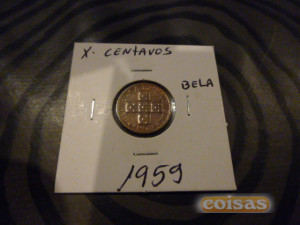 X. CENTAVOS
BELA
1959
coisas